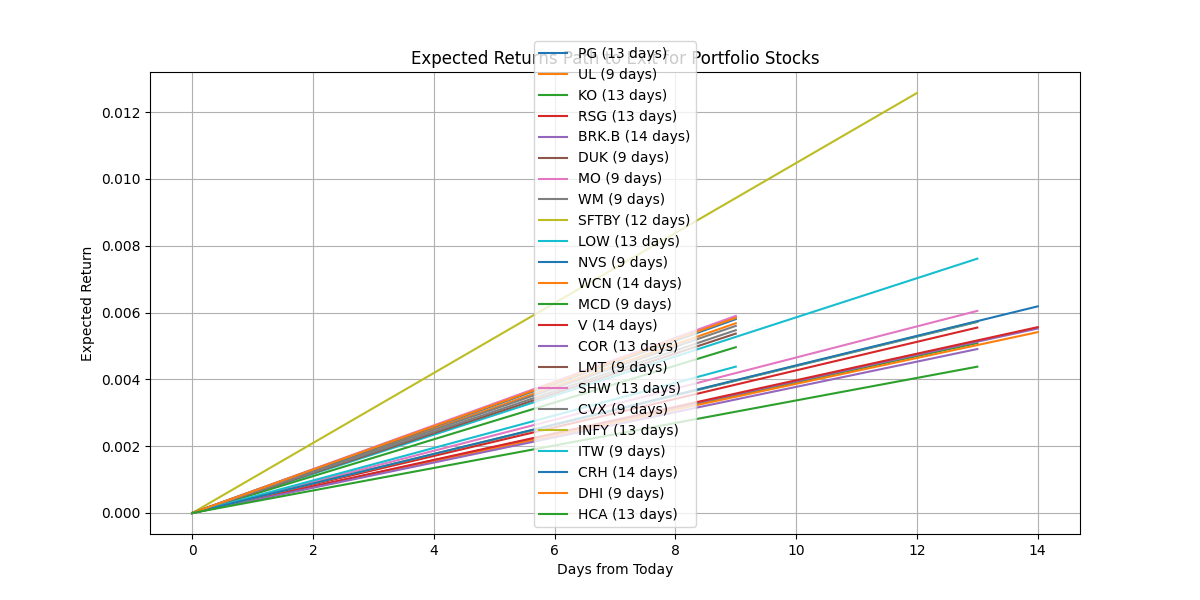 Expected Returns Path to Exit for Portfolio Stocks
PG (13 days)
UL (9 days)
KO (13 days)
RSG (13 days)
BRK.B (14 days)
DUK (9 days)
MO (9 days)
WM (9 days)
SFTBY (12 days)
LOW (13 days)
NVS (9 days)
WCN (14 days)
MCD (9 days)
V (14 days)
COR (13 days)
LMT (9 days)
SHW (13 days)
CVX (9 days)
INFY (13 days)
ITW (9 days)
CRH (14 days)
DHI (9 days)
HCA (13 days)
Expected Return
0.012
0.010
0.008
0.006
0.004
0.002
0.000
0 2 4 6 8 10 12 14
Days from Today